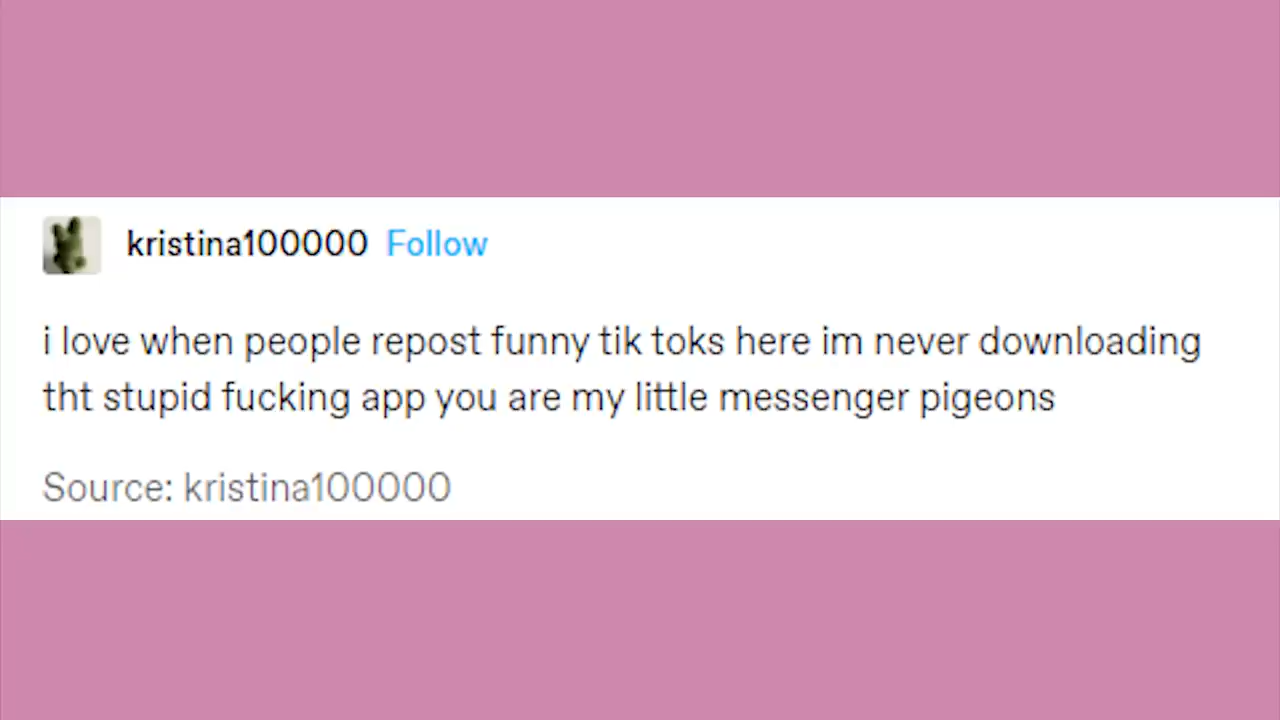 kristina100000 Follow
i love when people repost funny tik toks here im never downloading
tht stupid fucking app you are my little messenger pigeons
Source: kristina100000